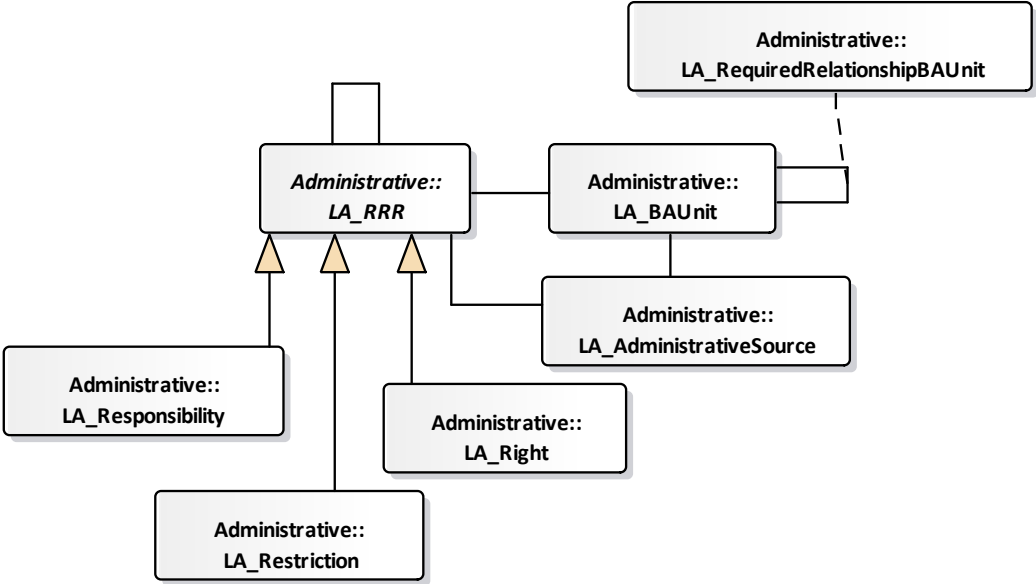 Administrative::
LA_RequiredRelationshipBAUnit
Administrative::
LA_RRR
Administrative::
LA_BAUnit
Administrative::
LA_AdministrativeSource
Administrative::
LA_Responsibility
Administrative::
LA_Right
Administrative::
LA_Restriction